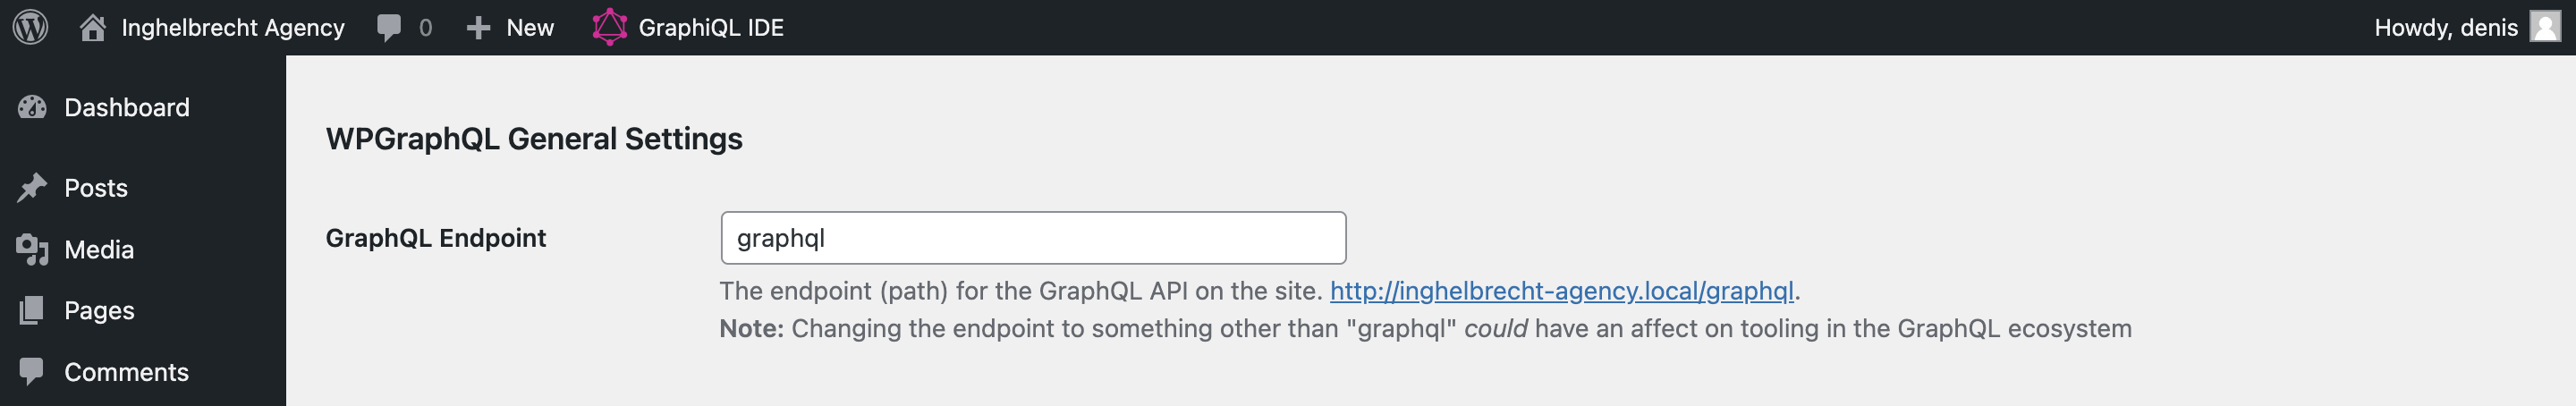 Inghelbrecht Agency 0 New GraphiQL IDE Howdy, denis
Dashboard
Posts
Media
Pages
Comments
WPGraphQL General Settings
GraphQL Endpoint graphql
The endpoint (path) for the GraphQL API on the site. http://inghelbrecht-agency.local/graphql.
Note: Changing the endpoint to something other than "graphql" could have an affect on tooling in the GraphQL ecosystem